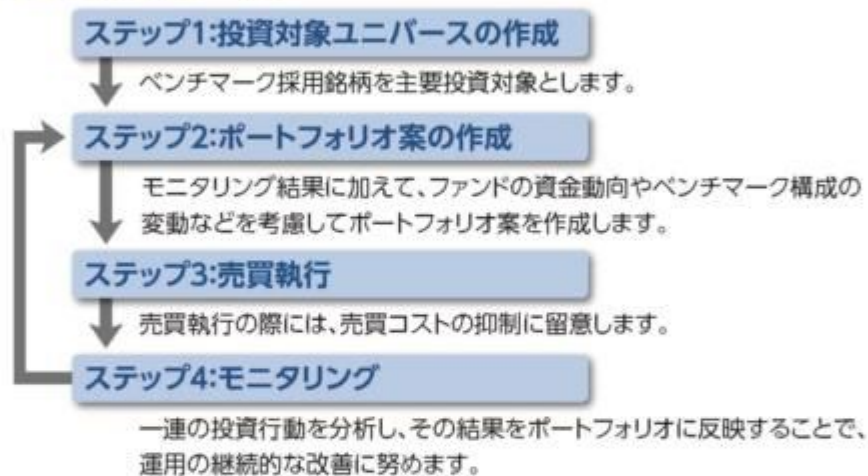 ステップ1:投資対象ユニバースの作成
ベンチマーク採用銘柄を主要投資対象とします。
ステップ2:ポートフォリオ案の作成
モニタリング結果に加えて、ファンドの資金動向やベンチマーク構成の
変動などを考慮してポートフォリオ案を作成します。
ステップ3:売買執行
売買執行の際には、売買コストの抑制に留意します。
ステップ4:モニタリング
一連の投資行動を分析し、その結果をポートフォリオに反映することで、
運用の継続的な改善に努めます。